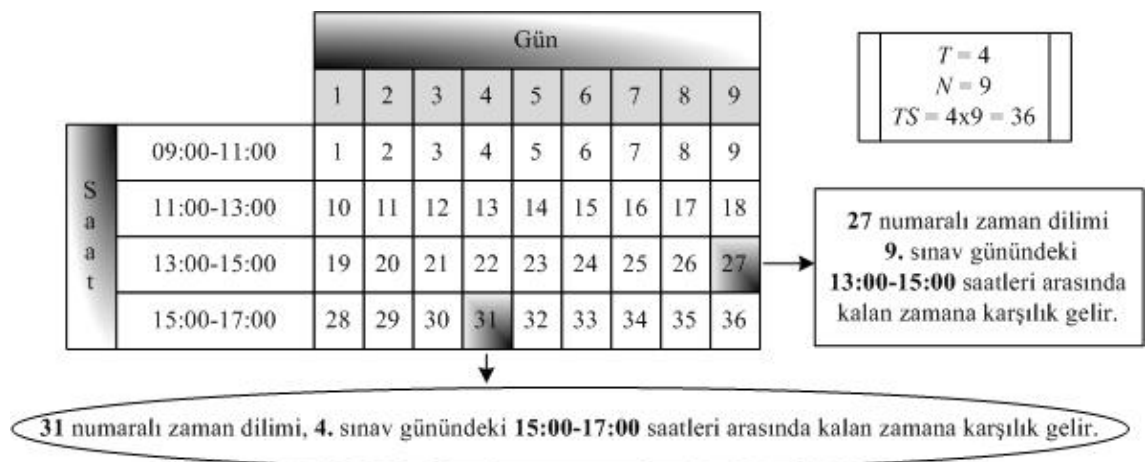 Gün
1 2 3 4 5 6 7 8 9
Saat
09:00-11:00 1 2 3 4 5 6 7 8 9
11:00-13:00 10 11 12 13 14 15 16 17 18
13:00-15:00 19 20 21 22 23 24 25 26 27
15:00-17:00 28 29 30 31 32 33 34 35 36
T = 4
N = 9
TS = 4x9 = 36
27 numaralı zaman dilimi
9. sınav günündeki
13:00-15:00 saatleri arasında
kalan zamana karşılık gelir.
31 numaralı zaman dilimi, 4. sınav günündeki 15:00-17:00 saatleri arasında kalan zamana karşılık gelir.